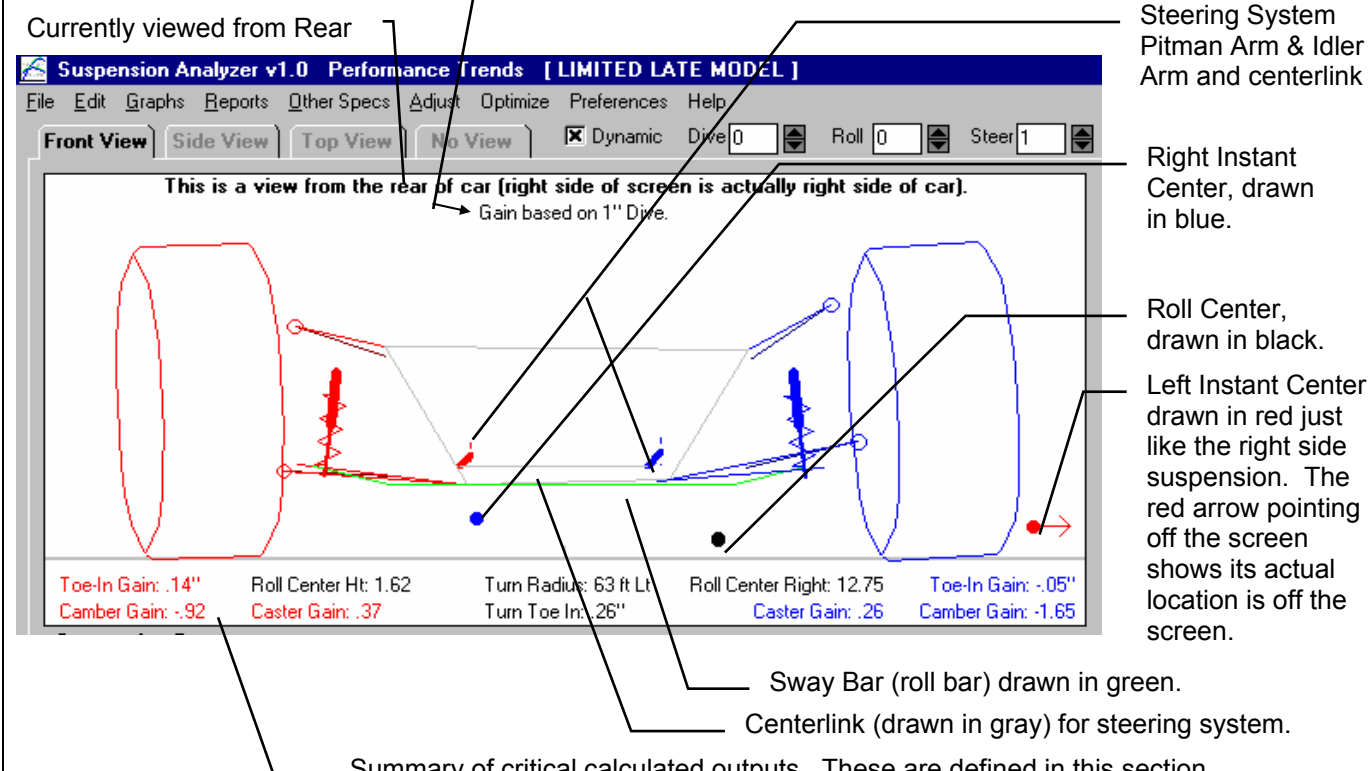 Currently viewed from Rear
Steering System
Pitman Arm & Idler
Arm and centerlink
Suspension Analyzer v1.0   Performance Trends   [ LIMITED LATE MODEL ]
File Edit Graphs Reports Other Specs Adjust Optimize Preferences Help
Front View Side View Top View No View Dynamic Dive 0 Roll 0 Steer 1
This is a view from the rear of car (right side of screen is actually right side of car).
Gain based on 1" Dive.
Right Instant
Center, drawn
in blue.
Roll Center,
drawn in black.
Left Instant Center
drawn in red just
like the right side
suspension.  The
red arrow pointing
off the screen
shows its actual
location is off the
screen.
Toe-In Gain: .14" Roll Center Ht: 1.62 Turn Radius: 63 ft Lt Roll Center Right: 12.75 Toe-In Gain: -.05"
Camber Gain: -.92 Caster Gain: .37 Turn Toe In: .26" Caster Gain: .26 Camber Gain: -1.65
Sway Bar (roll bar) drawn in green.
Centerlink (drawn in gray) for steering system.
Summary of critical calculated outputs.  These are defined in this section